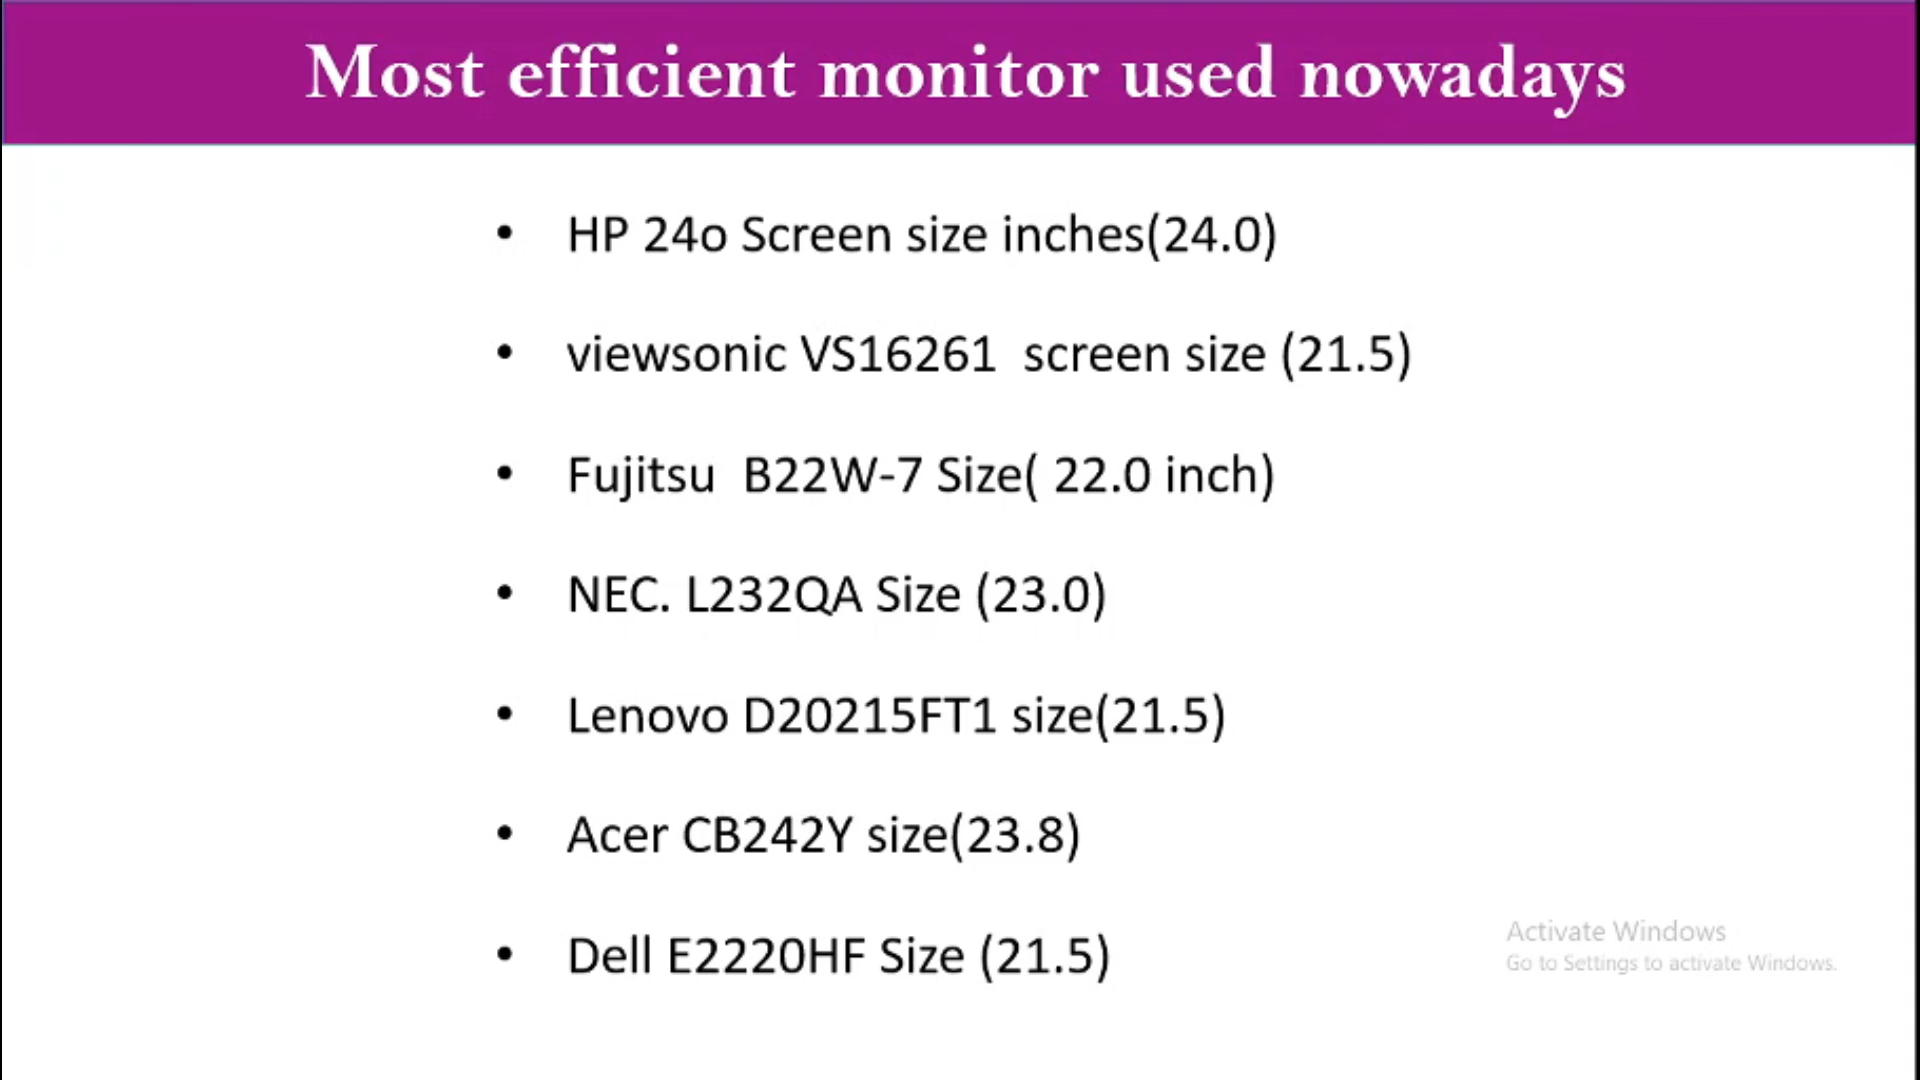 Most efficient monitor used nowadays
• HP 24o Screen size inches(24.0)
• viewsonic VS16261  screen size (21.5)
• Fujitsu  B22W-7 Size( 22.0 inch)
• NEC. L232QA Size (23.0)
• Lenovo D20215FT1 size(21.5)
• Acer CB242Y size(23.8)
• Dell E2220HF Size (21.5)
Activate Windows
Go to Settings to activate Windows.